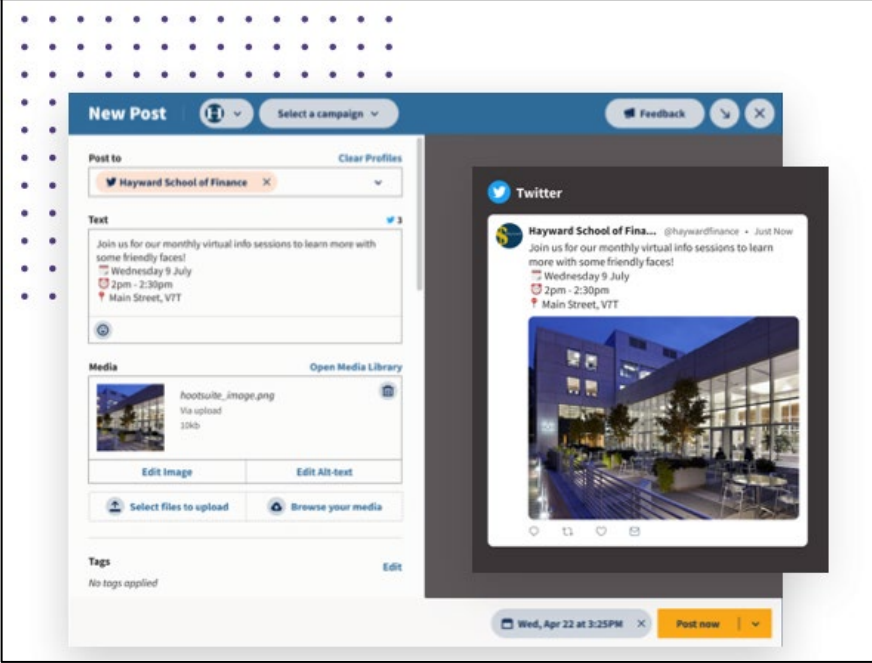 New Post
Select a campaign
Feedback
Post to
Clear Profiles
Hayward School of Finance
Text
3
Join us for our monthly virtual info sessions to learn more with
some friendly faces!
Wednesday 9 July
2pm - 2:30pm
Main Street, V7T
Media
Open Media Library
hootsuite_image.png
Via upload
10kb
Edit Image
Edit Alt-text
Select files to upload
Browse your media
Tags
Edit
No tags applied
Twitter
Hayward School of Fina... @haywardfinance • Just Now
Join us for our monthly virtual info sessions to learn
more with some friendly faces!
Wednesday 9 July
2pm - 2:30pm
Main Street, V7T
Wed, Apr 22 at 3:25PM
Post now